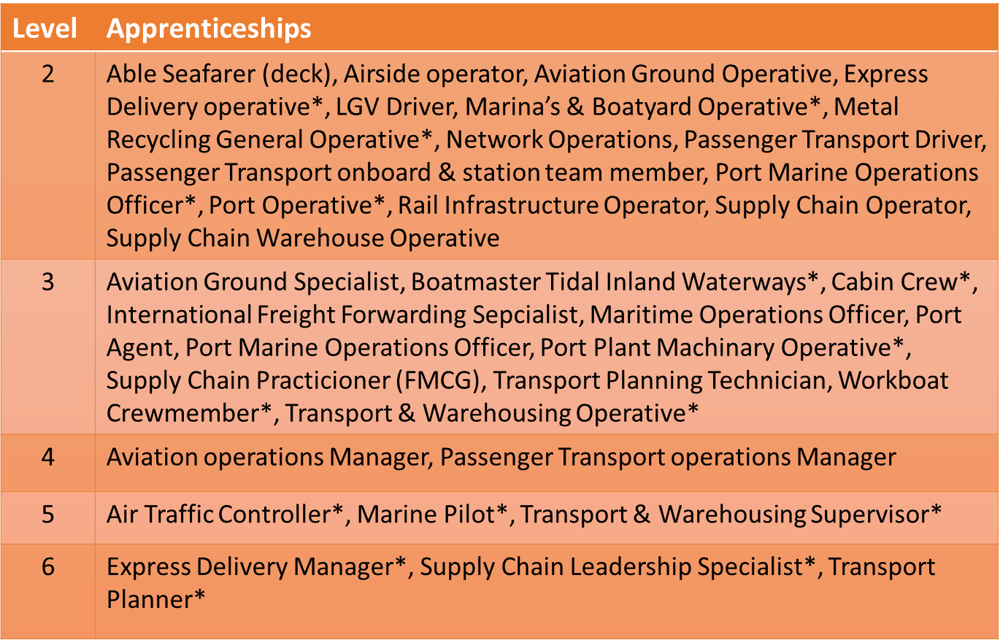 Level Apprenticeships
2 Able Seafarer (deck), Airside operator, Aviation Ground Operative, Express
Delivery operative*, LGV Driver, Marina’s & Boatyard Operative*, Metal
Recycling General Operative*, Network Operations, Passenger Transport Driver,
Passenger Transport onboard & station team member, Port Marine Operations
Officer*, Port Operative*, Rail Infrastructure Operator, Supply Chain Operator,
Supply Chain Warehouse Operative
3 Aviation Ground Specialist, Boatmaster Tidal Inland Waterways*, Cabin Crew*,
International Freight Forwarding Sepcialist, Maritime Operations Officer, Port
Agent, Port Marine Operations Officer, Port Plant Machinary Operative*,
Supply Chain Practicioner (FMCG), Transport Planning Technician, Workboat
Crewmember*, Transport & Warehousing Operative*
4 Aviation operations Manager, Passenger Transport operations Manager
5 Air Traffic Controller*, Marine Pilot*, Transport & Warehousing Supervisor*
6 Express Delivery Manager*, Supply Chain Leadership Specialist*, Transport
Planner*